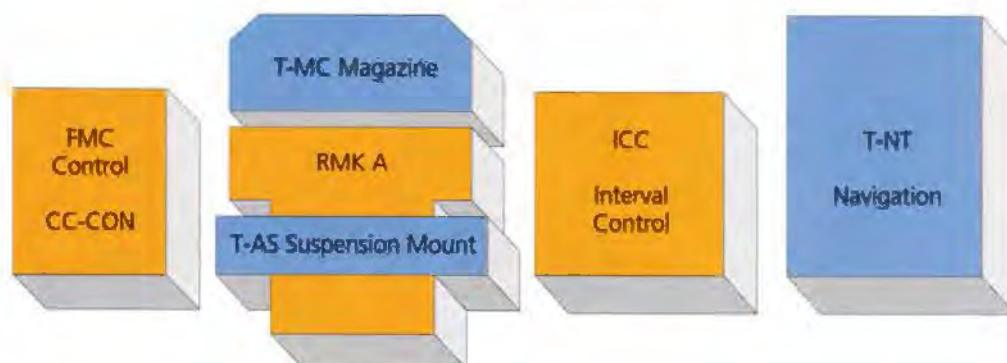 FMC
Control
CC-CON
T-MC Magazine
RMK A
T-AS Suspension Mount
ICC
Interval
Control
T-NT
Navigation